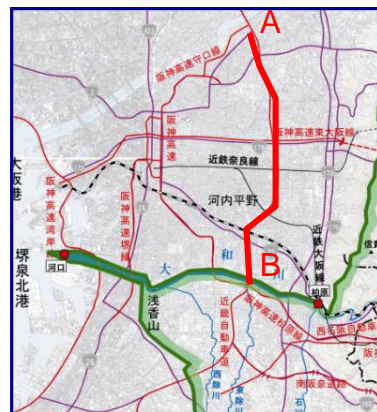 A
阪神高速守口線
阪神高速
阪神高速東大阪線
近鉄奈良線
大阪港
河内平野
阪神高速湾岸線
阪神高速堺線
近鉄大阪線
堺泉北港
河口
大和川
B
柏原
浅香山
近畿自動車道
阪神高速松原線
西名阪自動車
西除川
東除川
石川
南阪奈道路